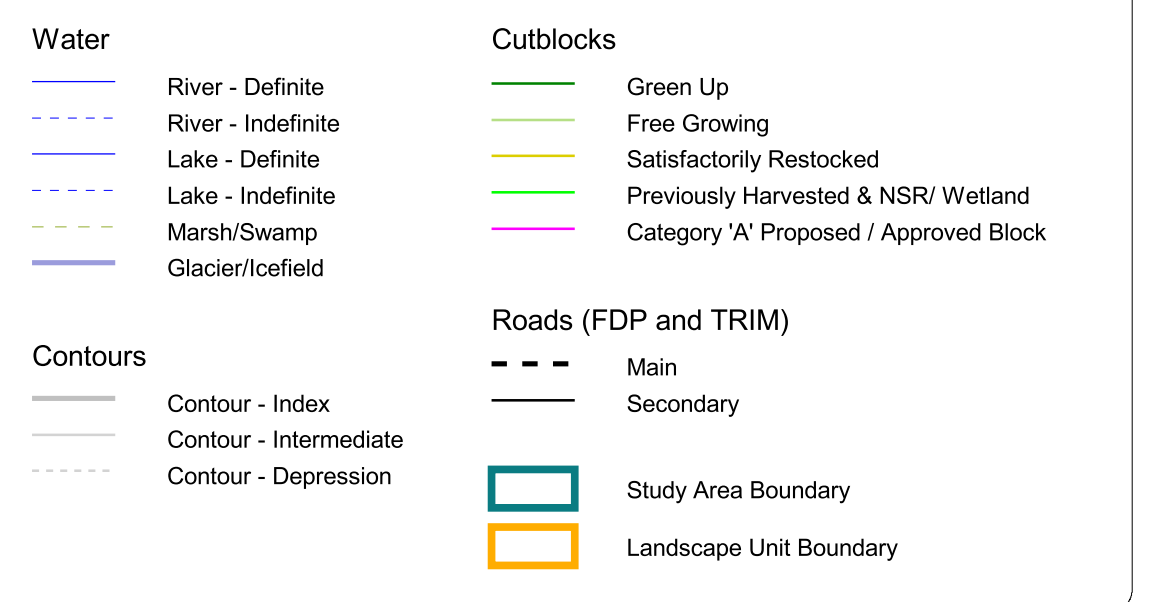 Water
River - Definite
River - Indefinite
Lake - Definite
Lake - Indefinite
Marsh/Swamp
Glacier/Icefield
Contours
Contour - Index
Contour - Intermediate
Contour - Depression
Cutblocks
Green Up
Free Growing
Satisfactorily Restocked
Previously Harvested & NSR/ Wetland
Category 'A' Proposed / Approved Block
Roads (FDP and TRIM)
Main
Secondary
Study Area Boundary
Landscape Unit Boundary